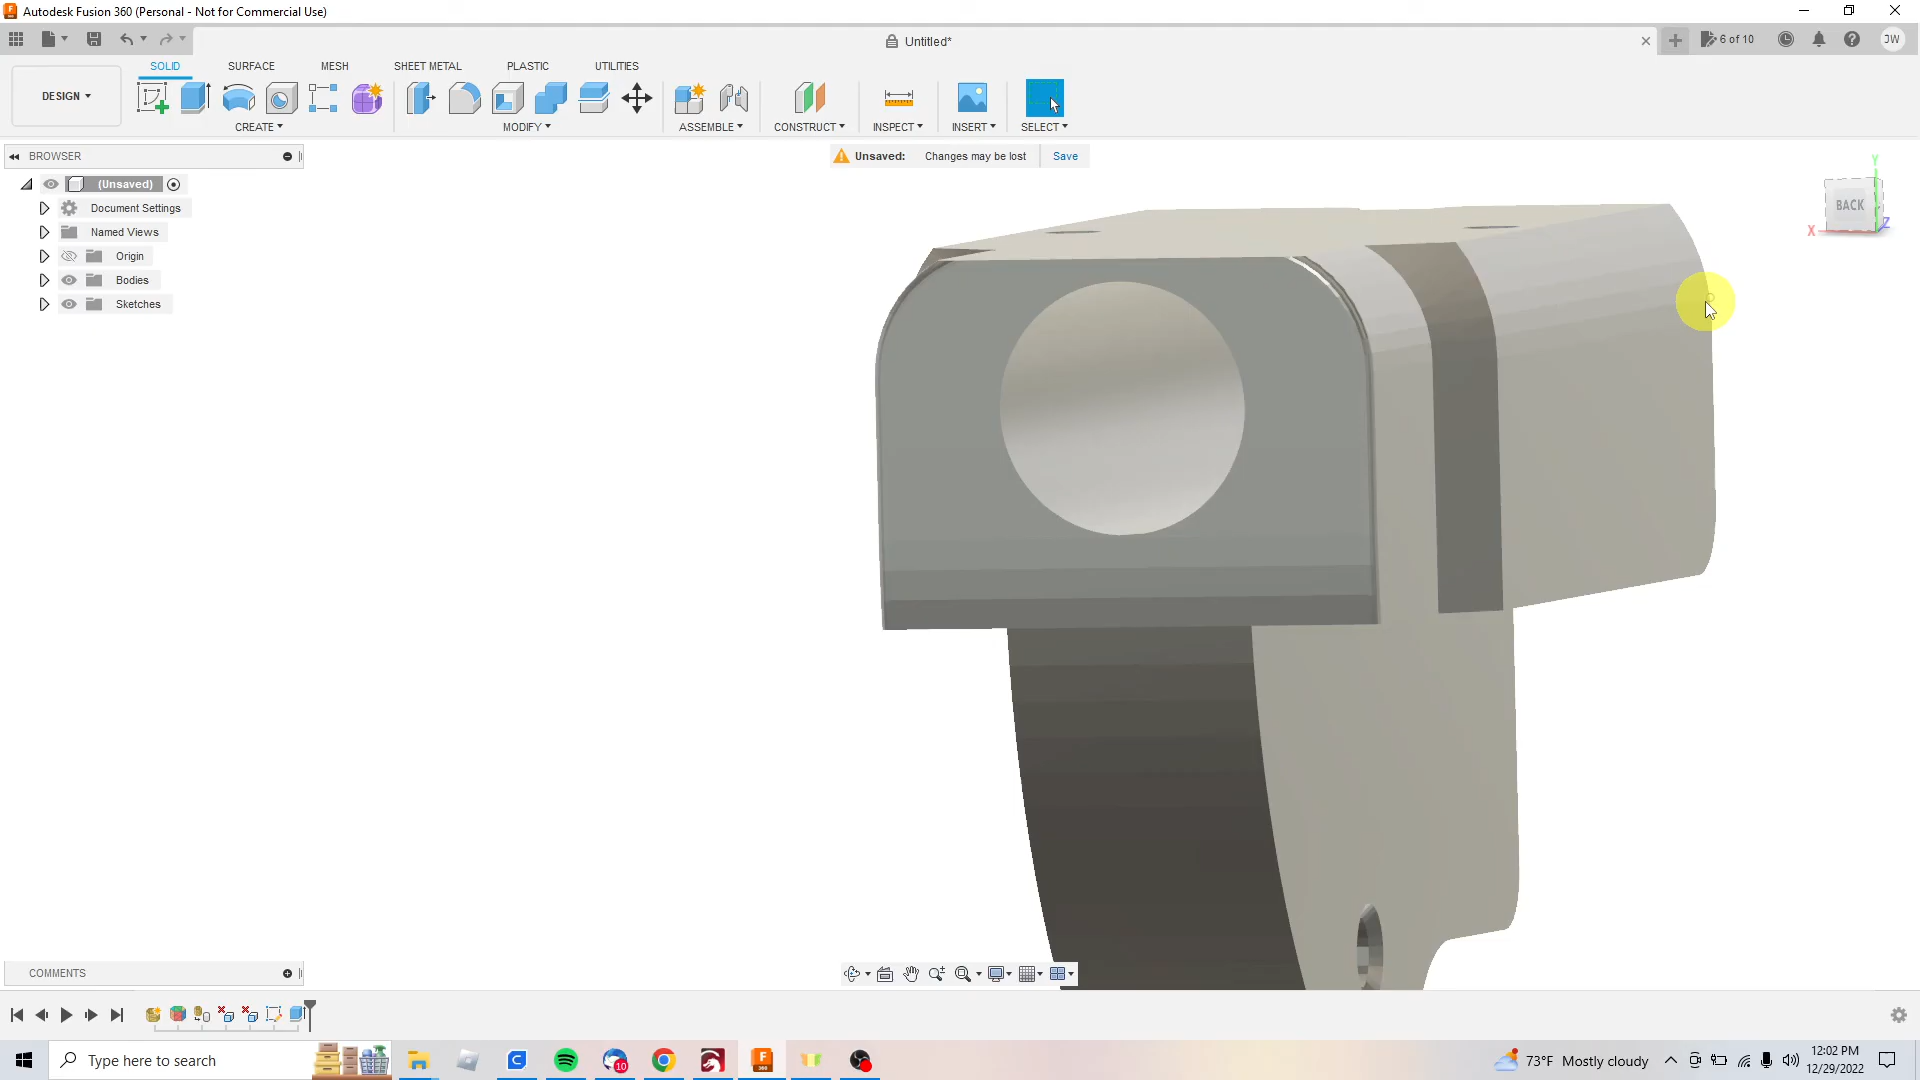 Autodesk Fusion 360 (Personal - Not for Commercial Use)
Untitled*
6 of 10
JW
DESIGN
SOLID
SURFACE
MESH
SHEET METAL
PLASTIC
UTILITIES
CREATE
MODIFY
ASSEMBLE
CONSTRUCT
INSPECT
INSERT
SELECT
BROWSER
Unsaved: Changes may be lost
Save
(Unsaved)
Document Settings
Named Views
Origin
Bodies
Sketches
Y
BACK
X
Z
COMMENTS
Type here to search
10
F
360
73°F Mostly cloudy
12:02 PM
12/29/2022